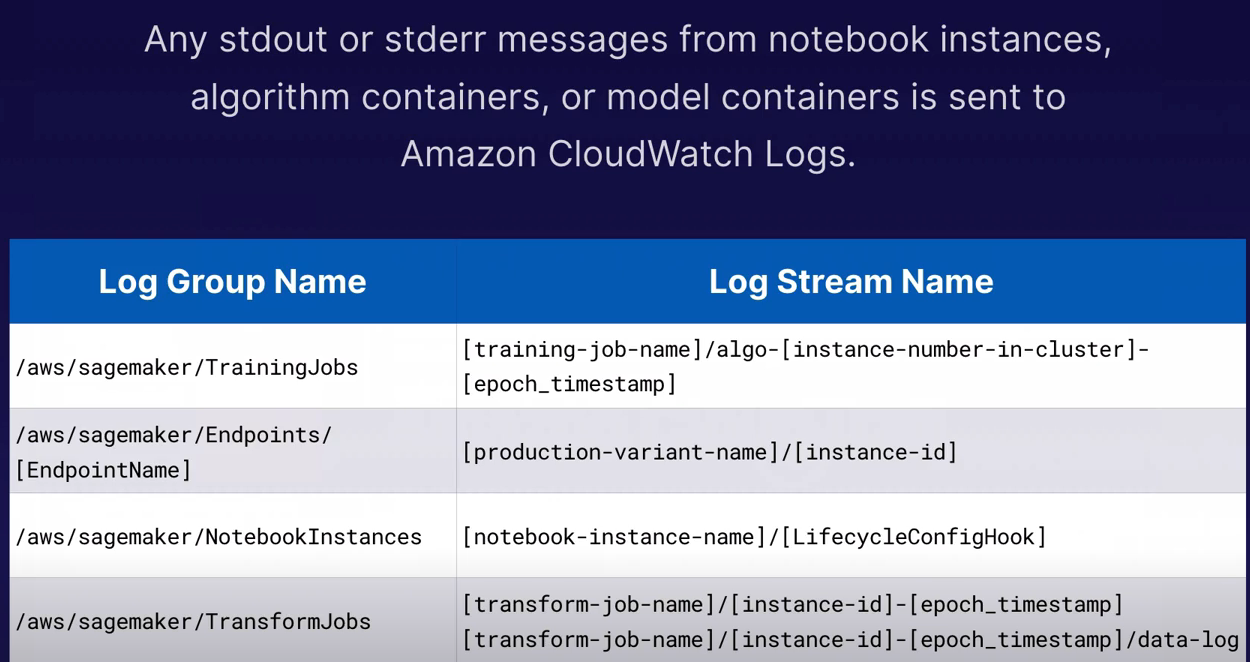 Any stdout or stderr messages from notebook instances,
algorithm containers, or model containers is sent to
Amazon CloudWatch Logs.
Log Group Name
Log Stream Name
/aws/sagemaker/TrainingJobs
[training-job-name]/algo-[instance-number-in-cluster]-
[epoch_timestamp]
/aws/sagemaker/Endpoints/
[EndpointName]
[production-variant-name]/[instance-id]
/aws/sagemaker/NotebookInstances
[notebook-instance-name]/[LifecycleConfigHook]
/aws/sagemaker/TransformJobs
[transform-job-name]/[instance-id]-[epoch_timestamp]
[transform-job-name]/[instance-id]-[epoch_timestamp]/data-log